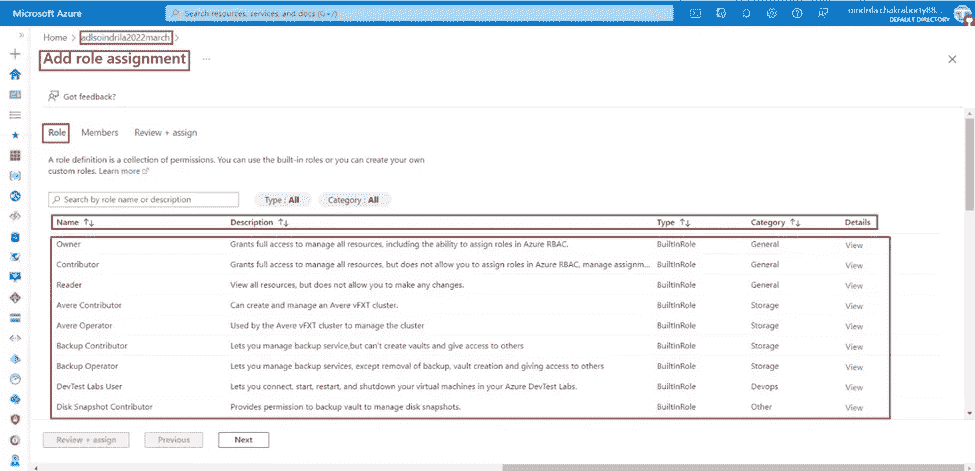 Microsoft Azure
Search resources, services, and docs (G+/)
oindrilachakraborty88...
DEFAULT DIRECTORY
Home > adlsoindrila2022march >
Add role assignment ...
Got feedback?
Role Members Review + assign
A role definition is a collection of permissions. You can use the built-in roles or you can create your own
custom roles. Learn more
Search by role name or description Type : All Category : All
Name ↑↓ Description ↑↓ Type ↑↓ Category ↑↓ Details
Owner Grants full access to manage all resources, including the ability to assign roles in Azure RBAC. BuiltinRole General View
Contributor Grants full access to manage all resources, but does not allow you to assign roles in Azure RBAC, manage assignm... BuiltinRole General View
Reader View all resources, but does not allow you to make any changes. BuiltinRole General View
Avere Contributor Can create and manage an Avere vFXT cluster. BuiltinRole Storage View
Avere Operator Used by the Avere vFXT cluster to manage the cluster BuiltinRole Storage View
Backup Contributor Lets you manage backup service,but can't create vaults and give access to others BuiltinRole Storage View
Backup Operator Lets you manage backup services, except removal of backup, vault creation and giving access to others BuiltinRole Storage View
DevTest Labs User Lets you connect, start, restart, and shutdown your virtual machines in your Azure DevTest Labs. BuiltinRole Devops View
Disk Snapshot Contributor Provides permission to backup vault to manage disk snapshots. BuiltinRole Other View
Review + assign Previous Next